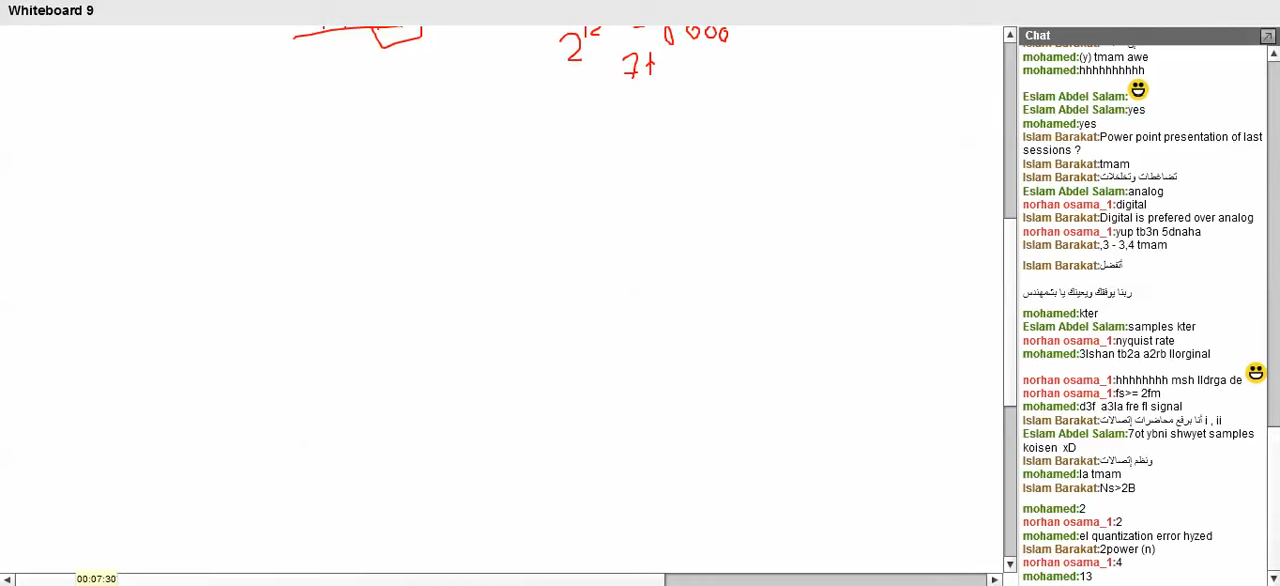 Whiteboard 9
7t
Chat
mohamed:(y) tmam awe
mohamed:hhhhhhhhhh
Eslam Abdel Salam:
Eslam Abdel Salam:yes
mohamed:yes
Islam Barakat:Power point presentation of last
sessions ?
Islam Barakat:tmam
Islam Barakat:تضاغطات وتخلخلات
Eslam Abdel Salam:analog
norhan osama_1:digital
Islam Barakat:Digital is prefered over analog
norhan osama_1:yup tb3n 5dnaha
Islam Barakat:,3 - 3,4 tmam
Islam Barakat:أتفضل
ربنا يوفقك ويعينك يا بشمهندس
mohamed:kter
Eslam Abdel Salam:samples kter
norhan osama_1:nyquist rate
mohamed:3lshan tb2a a2rb llorginal
norhan osama_1:hhhhhhhh msh lldrga de
norhan osama_1:fs>= 2fm
mohamed:d3f a3la fre fl signal
Islam Barakat:أنا برفع محاضرات إتصالات i , ii
Eslam Abdel Salam:7ot ybni shwyet samples
koisen xD
Islam Barakat:ونظم إتصالات
mohamed:la tmam
Islam Barakat:Ns>2B
mohamed:2
norhan osama_1:2
mohamed:el quantization error hyzed
Islam Barakat:2power (n)
norhan osama_1:4
mohamed:13
00:07:30